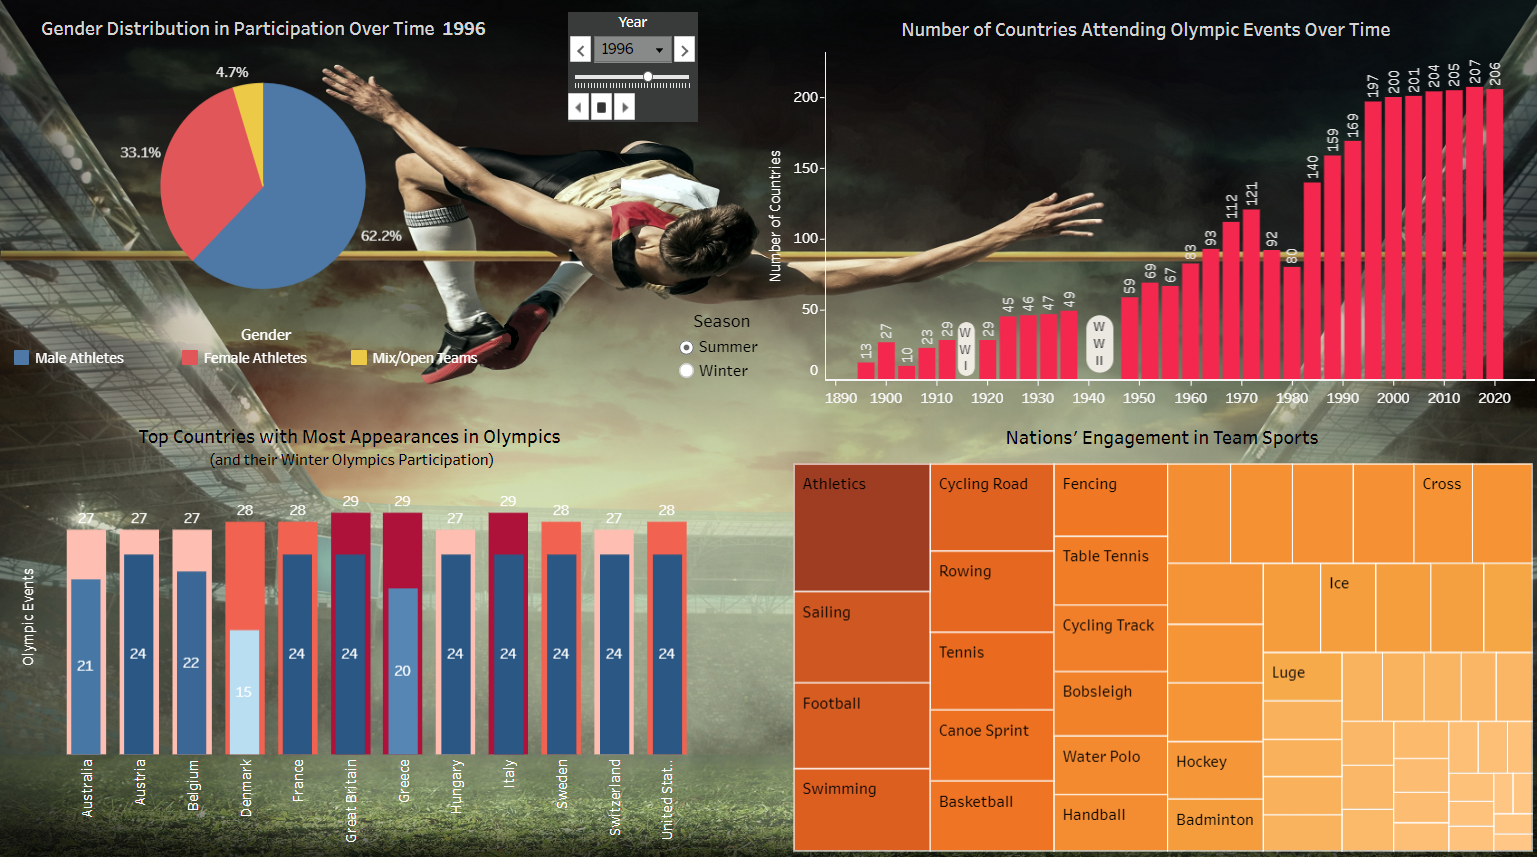 Gender Distribution in Participation Over Time 1996
4.7%
33.1%
62.2%
Gender
Male Athletes
Female Athletes
Mix/Open Teams
Year
1996
Season
Summer
Winter
Number of Countries Attending Olympic Events Over Time
Number of Countries
200
150
100
50
0
13
27
10
23
29
W
W
I
29
45
46
47
49
W
W
II
59
69
67
83
93
112
121
92
80
140
159
169
197
200
201
204
205
207
206
1890 1900 1910 1920 1930 1940 1950 1960 1970 1980 1990 2000 2010 2020
Top Countries with Most Appearances in Olympics
(and their Winter Olympics Participation)
Olympic Events
27 27 27 28 28 29 29 27 29 28 27 28
21 24 22 15 24 24 20 24 24 24 24 24
Australia
Austria
Belgium
Denmark
France
Great Britain
Greece
Hungary
Italy
Sweden
Switzerland
United Stat..
Nations' Engagement in Team Sports
Athletics
Sailing
Football
Swimming
Cycling Road
Rowing
Tennis
Canoe Sprint
Basketball
Fencing
Table Tennis
Cycling Track
Bobsleigh
Water Polo
Handball
Hockey
Badminton
Cross
Ice
Luge